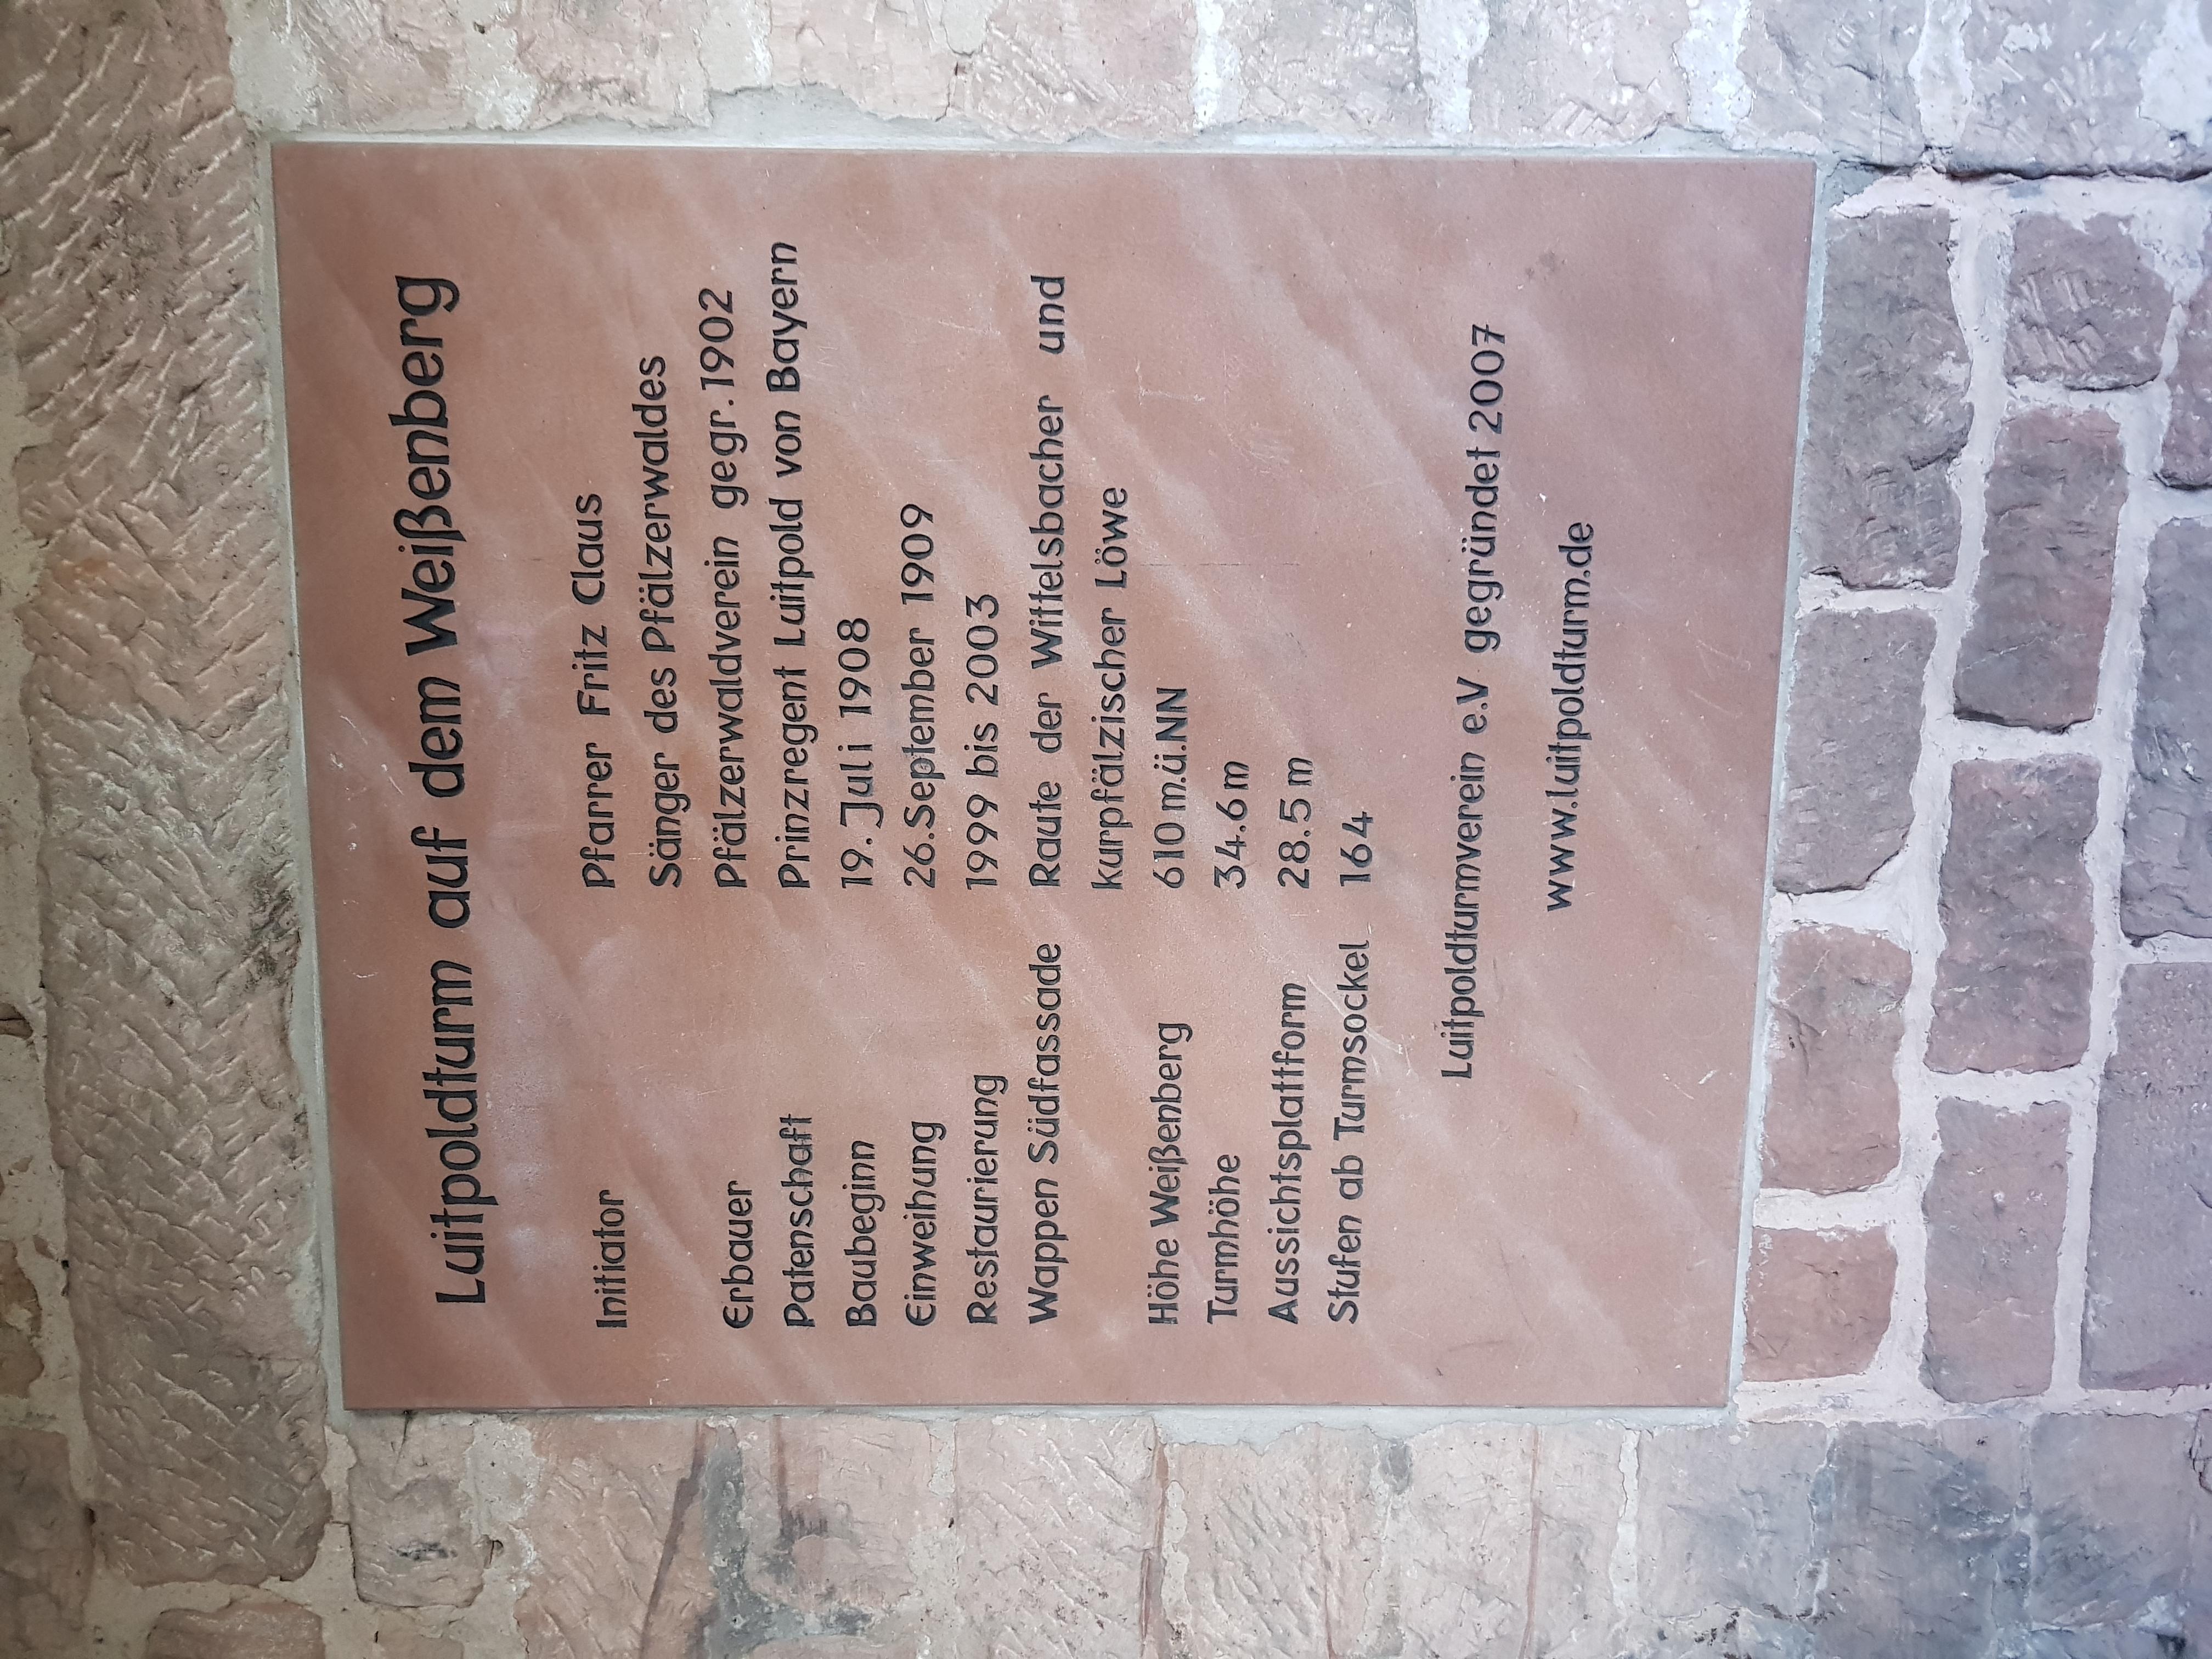 Luitpoldturm auf dem Weißenberg
Initiator Pfarrer Fritz Claus
Sänger des Pfälzerwaldes
Erbauer Pfälzerwaldverein gegr.1902
Patenschaft Prinzregent Luitpold von Bayern
Baubeginn 19. Juli 1908
Einweihung 26.September 1909
Restaurierung 1999 bis 2003
Wappen Südfassade Raute der Wittelsbacher und
kurpfälzischer Löwe
Höhe Weißenberg 610 m.ü.NN
Turmhöhe 34.6 m
Aussichtsplattform 28.5 m
Stufen ab Turmsockel 164
Luitpoldturmverein e.V gegründet 2007
www.luitpoldturm.de